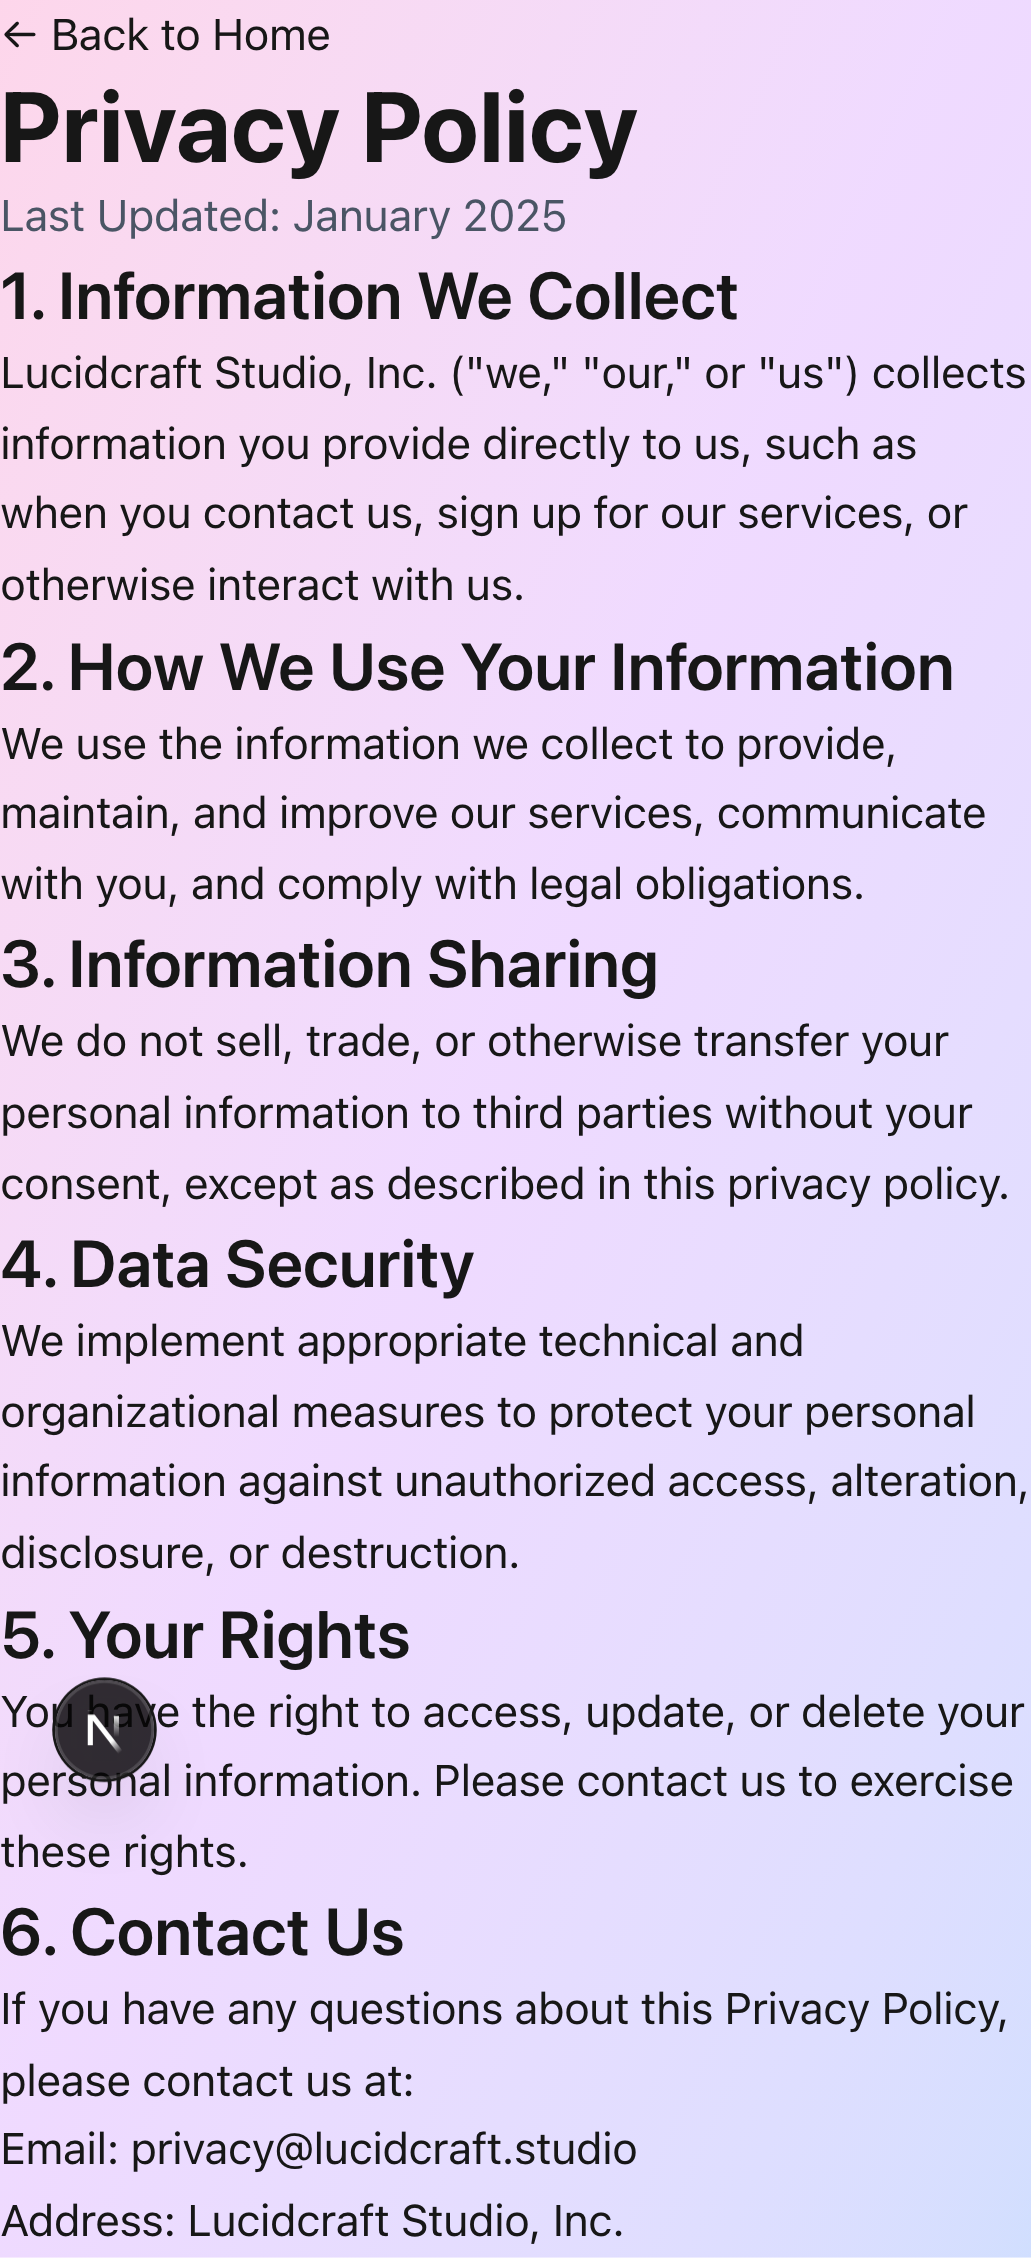 ← Back to Home
Privacy Policy
Last Updated: January 2025
1. Information We Collect
Lucidcraft Studio, Inc. ("we," "our," or "us") collects
information you provide directly to us, such as
when you contact us, sign up for our services, or
otherwise interact with us.
2. How We Use Your Information
We use the information we collect to provide,
maintain, and improve our services, communicate
with you, and comply with legal obligations.
3. Information Sharing
We do not sell, trade, or otherwise transfer your
personal information to third parties without your
consent, except as described in this privacy policy.
4. Data Security
We implement appropriate technical and
organizational measures to protect your personal
information against unauthorized access, alteration,
disclosure, or destruction.
5. Your Rights
You have the right to access, update, or delete your
N
personal information. Please contact us to exercise
these rights.
6. Contact Us
If you have any questions about this Privacy Policy,
please contact us at:
Email: privacy@lucidcraft.studio
Address: Lucidcraft Studio, Inc.